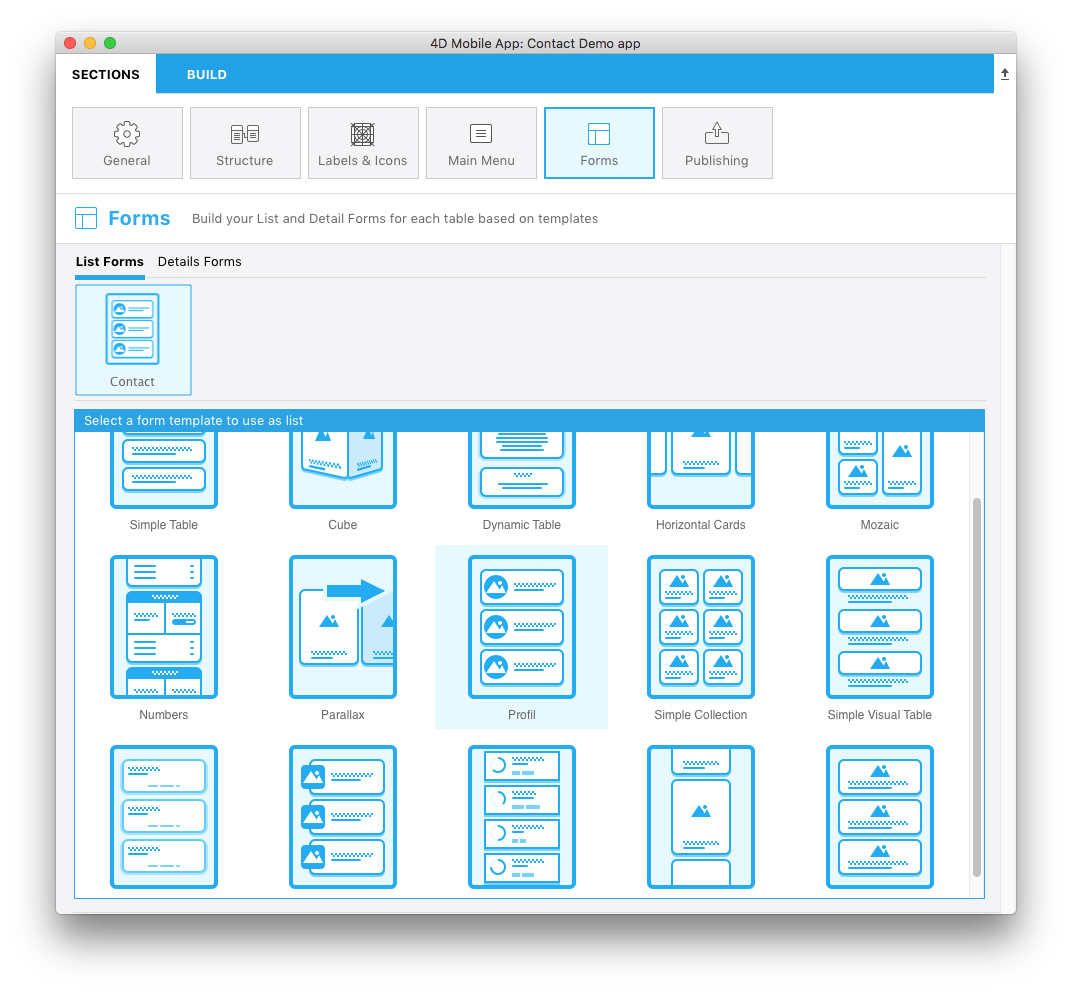 4D Mobile App: Contact Demo app
SECTIONS BUILD
General Structure Labels & Icons Main Menu Forms Publishing
Forms Build your List and Detail Forms for each table based on templates
List Forms Details Forms
Contact
Select a form template to use as list
Simple Table Cube Dynamic Table Horizontal Cards Mozaic
Numbers Parallax Profil Simple Collection Simple Visual Table